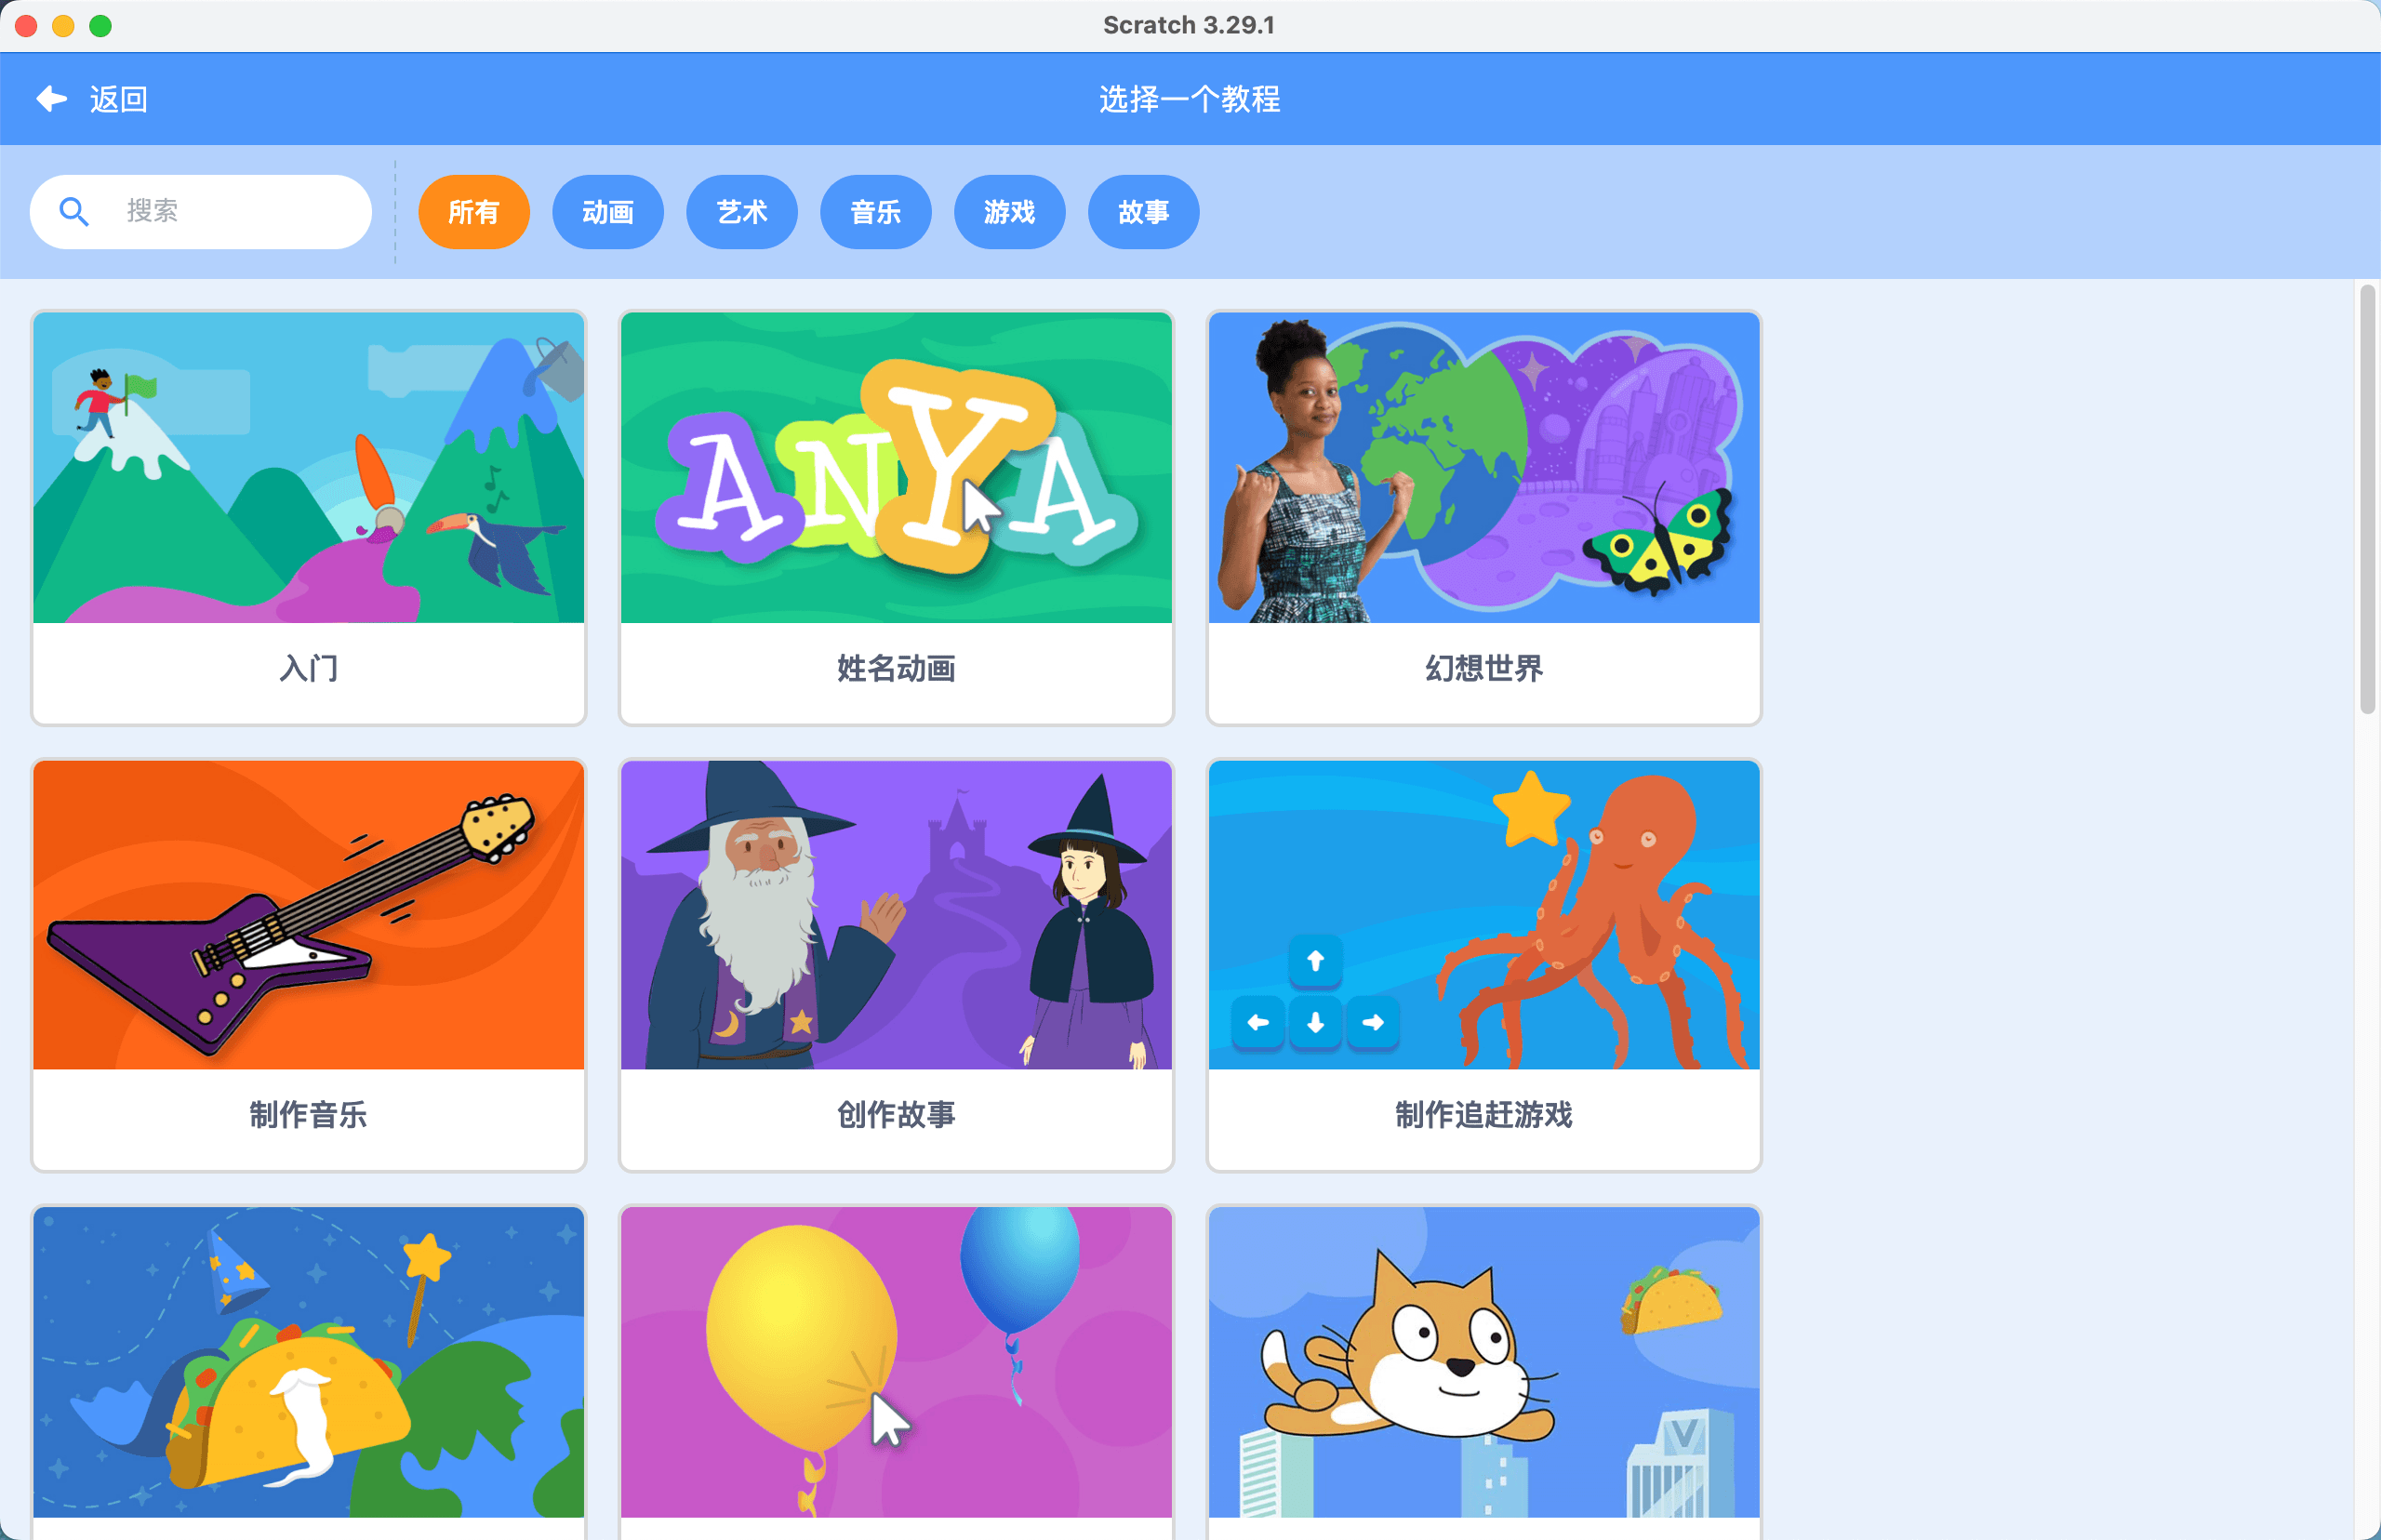 Scratch 3.29.1
返回
选择一个教程
搜索
所有
动画
艺术
音乐
游戏
故事
ANYA
入门
姓名动画
幻想世界
制作音乐
创作故事
制作追赶游戏